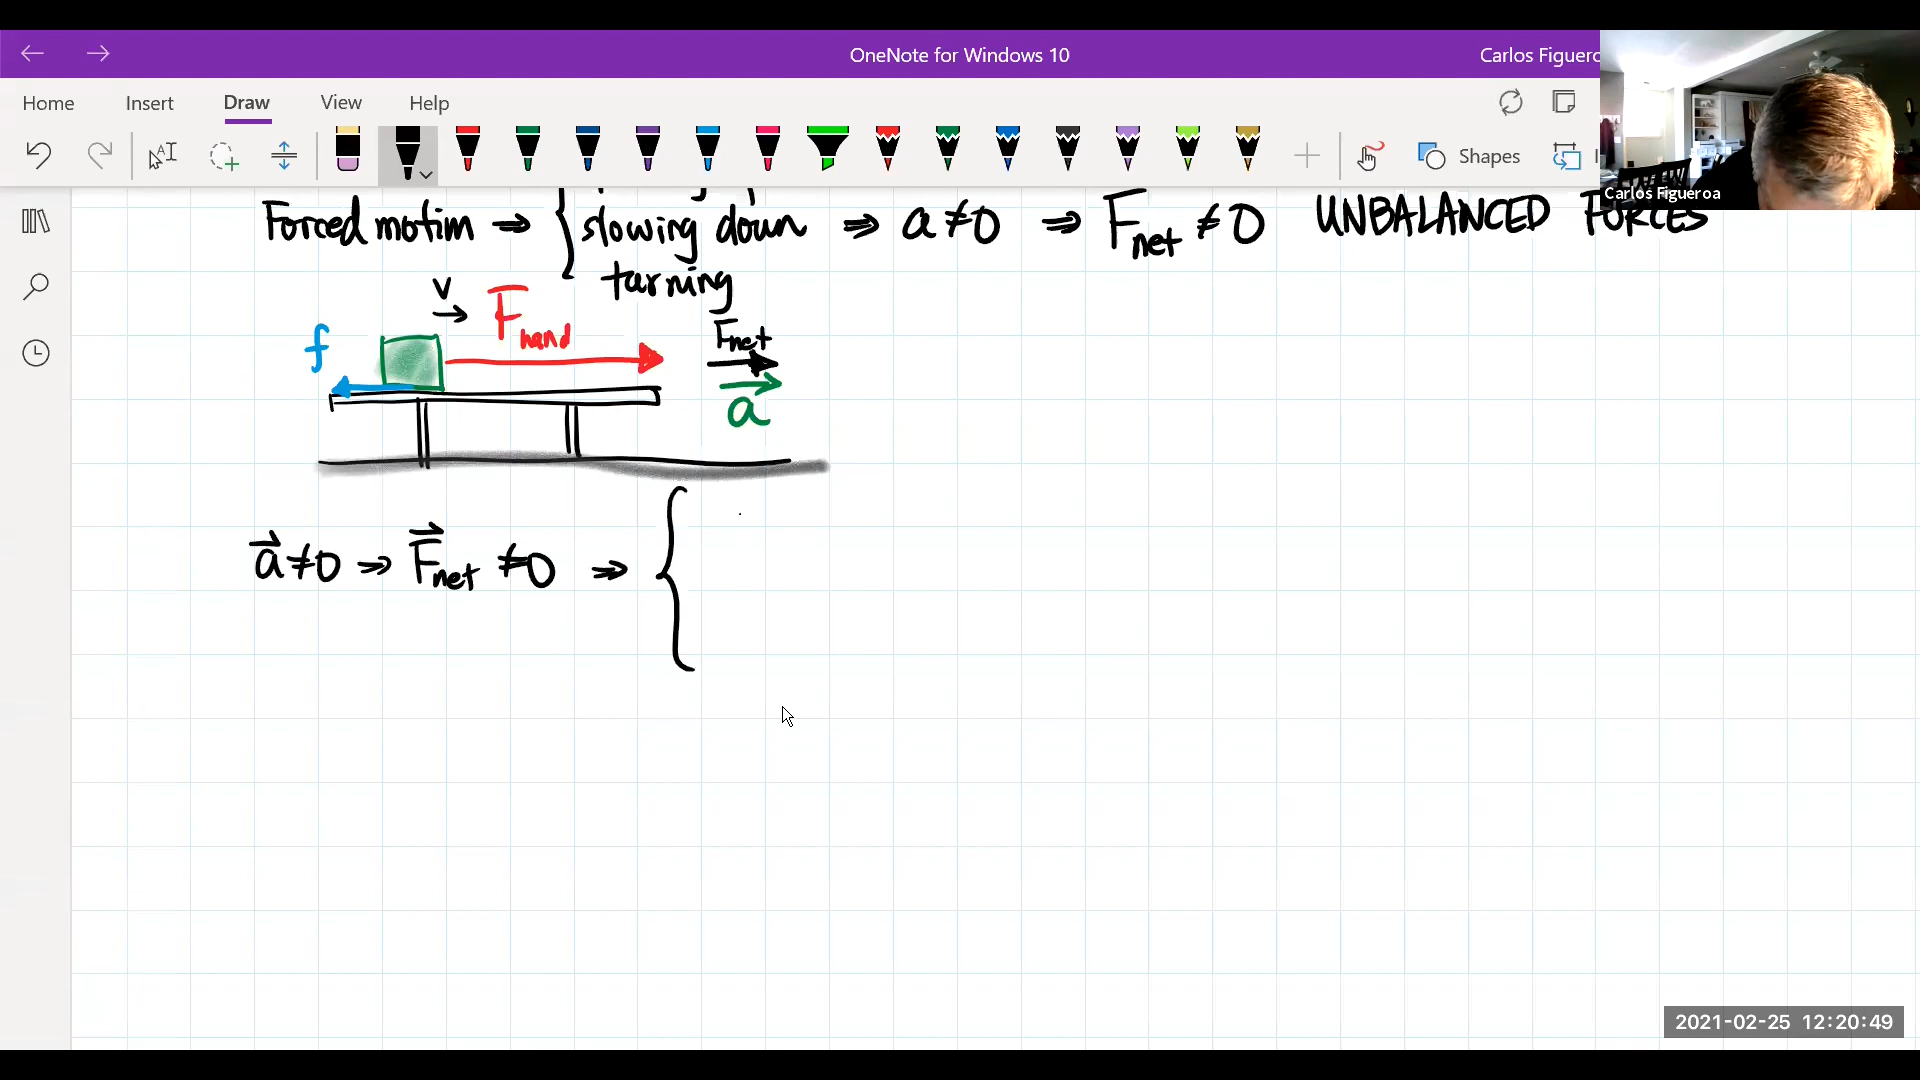 OneNote for Windows 10
Carlos Figuero
Home Insert Draw View Help
Shapes
Carlos Figueroa
Forced motion ⇒ { slowing down ⇒ a ≠ 0 ⇒ Fnet ≠ 0 UNBALANCED FORCES
turning
v →
Fhand
f
Fnet
a
a⃗ ≠ 0 ⇒ F⃗net ≠ 0 ⇒ {
2021-02-25 12:20:49